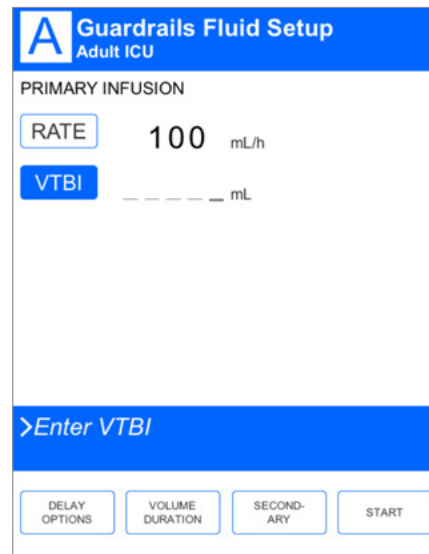 A
Guardrails Fluid Setup
Adult ICU
PRIMARY INFUSION
RATE 100 mL/h
VTBI _ _ _ _ _ mL
>Enter VTBI
DELAY
OPTIONS
VOLUME
DURATION
SECOND-
ARY
START